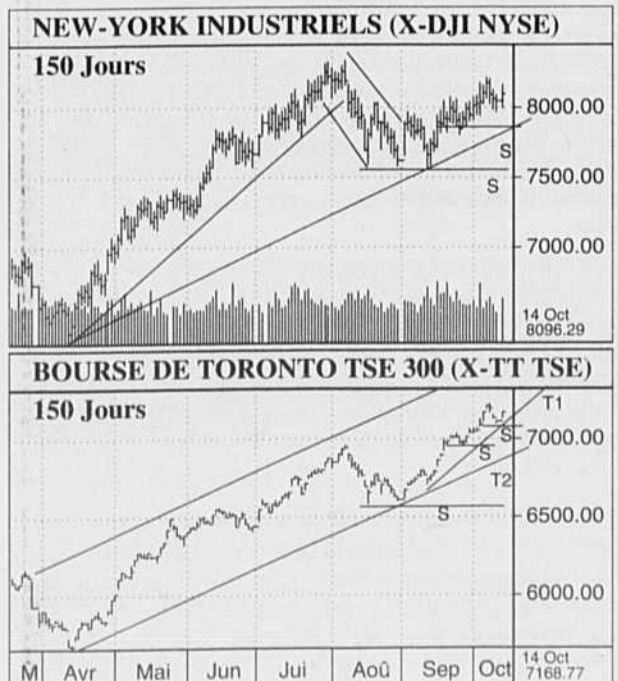 NEW-YORK INDUSTRIELS (X-DJI NYSE)
150 Jours
8000.00
S
7500.00
S
7000.00
14 Oct
8096.29
BOURSE DE TORONTO TSE 300 (X-TT TSE)
150 Jours
T1
S
7000.00
S
T2
S
6500.00
6000.00
M Avr Mai Jun Jui Aoû Sep Oct
14 Oct
7168.77